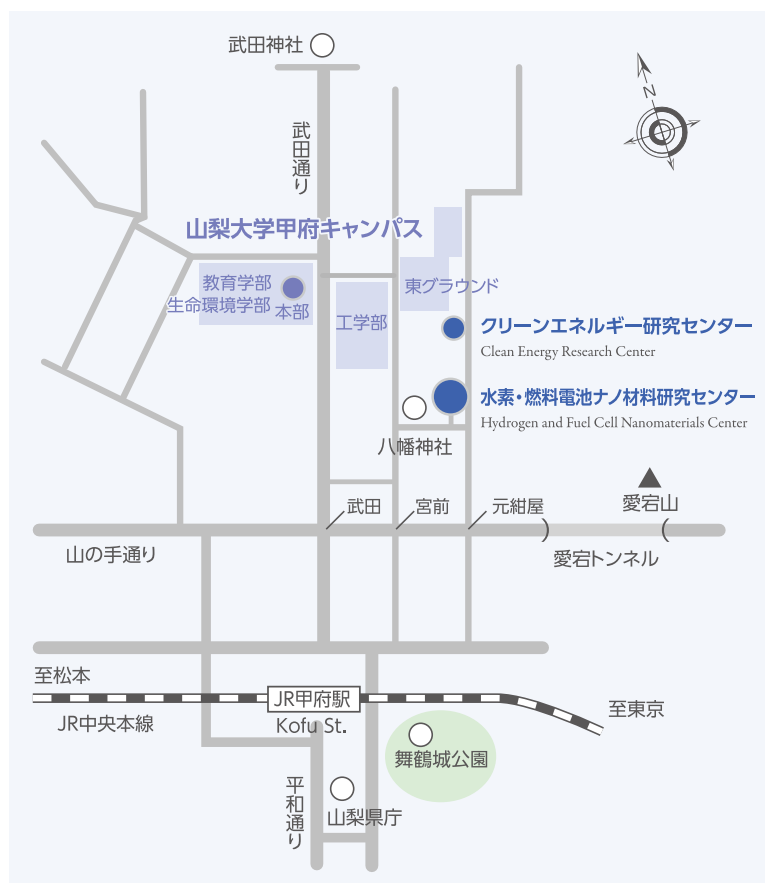 武田神社
N
武田通り
山梨大学甲府キャンパス
教育学部
生命環境学部
本部
東グラウンド
工学部
クリーンエネルギー研究センター
Clean Energy Research Center
水素・燃料電池ナノ材料研究センター
Hydrogen and Fuel Cell Nanomaterials Center
八幡神社
愛宕山
武田
宮前
元紺屋
山の手通り
愛宕トンネル
至松本
JR甲府駅
Kofu St.
JR中央本線
至東京
舞鶴城公園
平和通り
山梨県庁